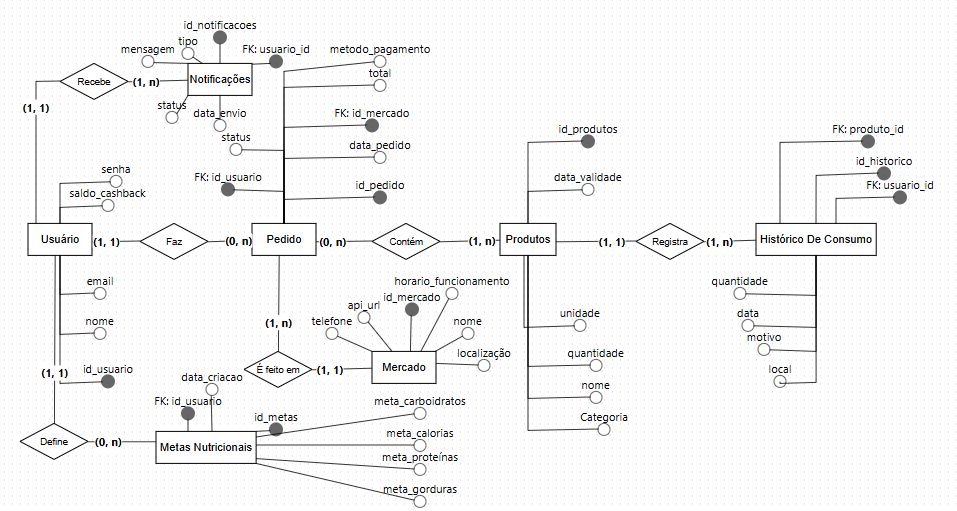 id_notificacoes
tipo
mensagem
FK: usuario_id
metodo_pagamento
Notificações
Recebe
(1, n)
total
(1, 1)
status
data_envio
FK: id_mercado
status
data_pedido
id_produtos
FK: produto_id
senha
FK: id_usuario
id_pedido
data_validade
id_historico
FK: usuario_id
saldo_cashback
Usuário
(1, 1)
Faz
(0, n)
Pedido
(0, n)
Contém
(1, n)
Produtos
(1, 1)
Registra
(1, n)
Histórico De Consumo
email
horario_funcionamento
quantidade
id_mercado
api_url
nome
telefone
nome
unidade
data
(1, n)
motivo
localização
quantidade
(1, 1)
id_usuario
É feito em
(1, 1)
Mercado
local
data_criacao
nome
FK: id_usuario
meta_carboidratos
id_metas
Categoria
meta_calorias
Define
(0, n)
Metas Nutricionais
meta_proteínas
meta_gorduras